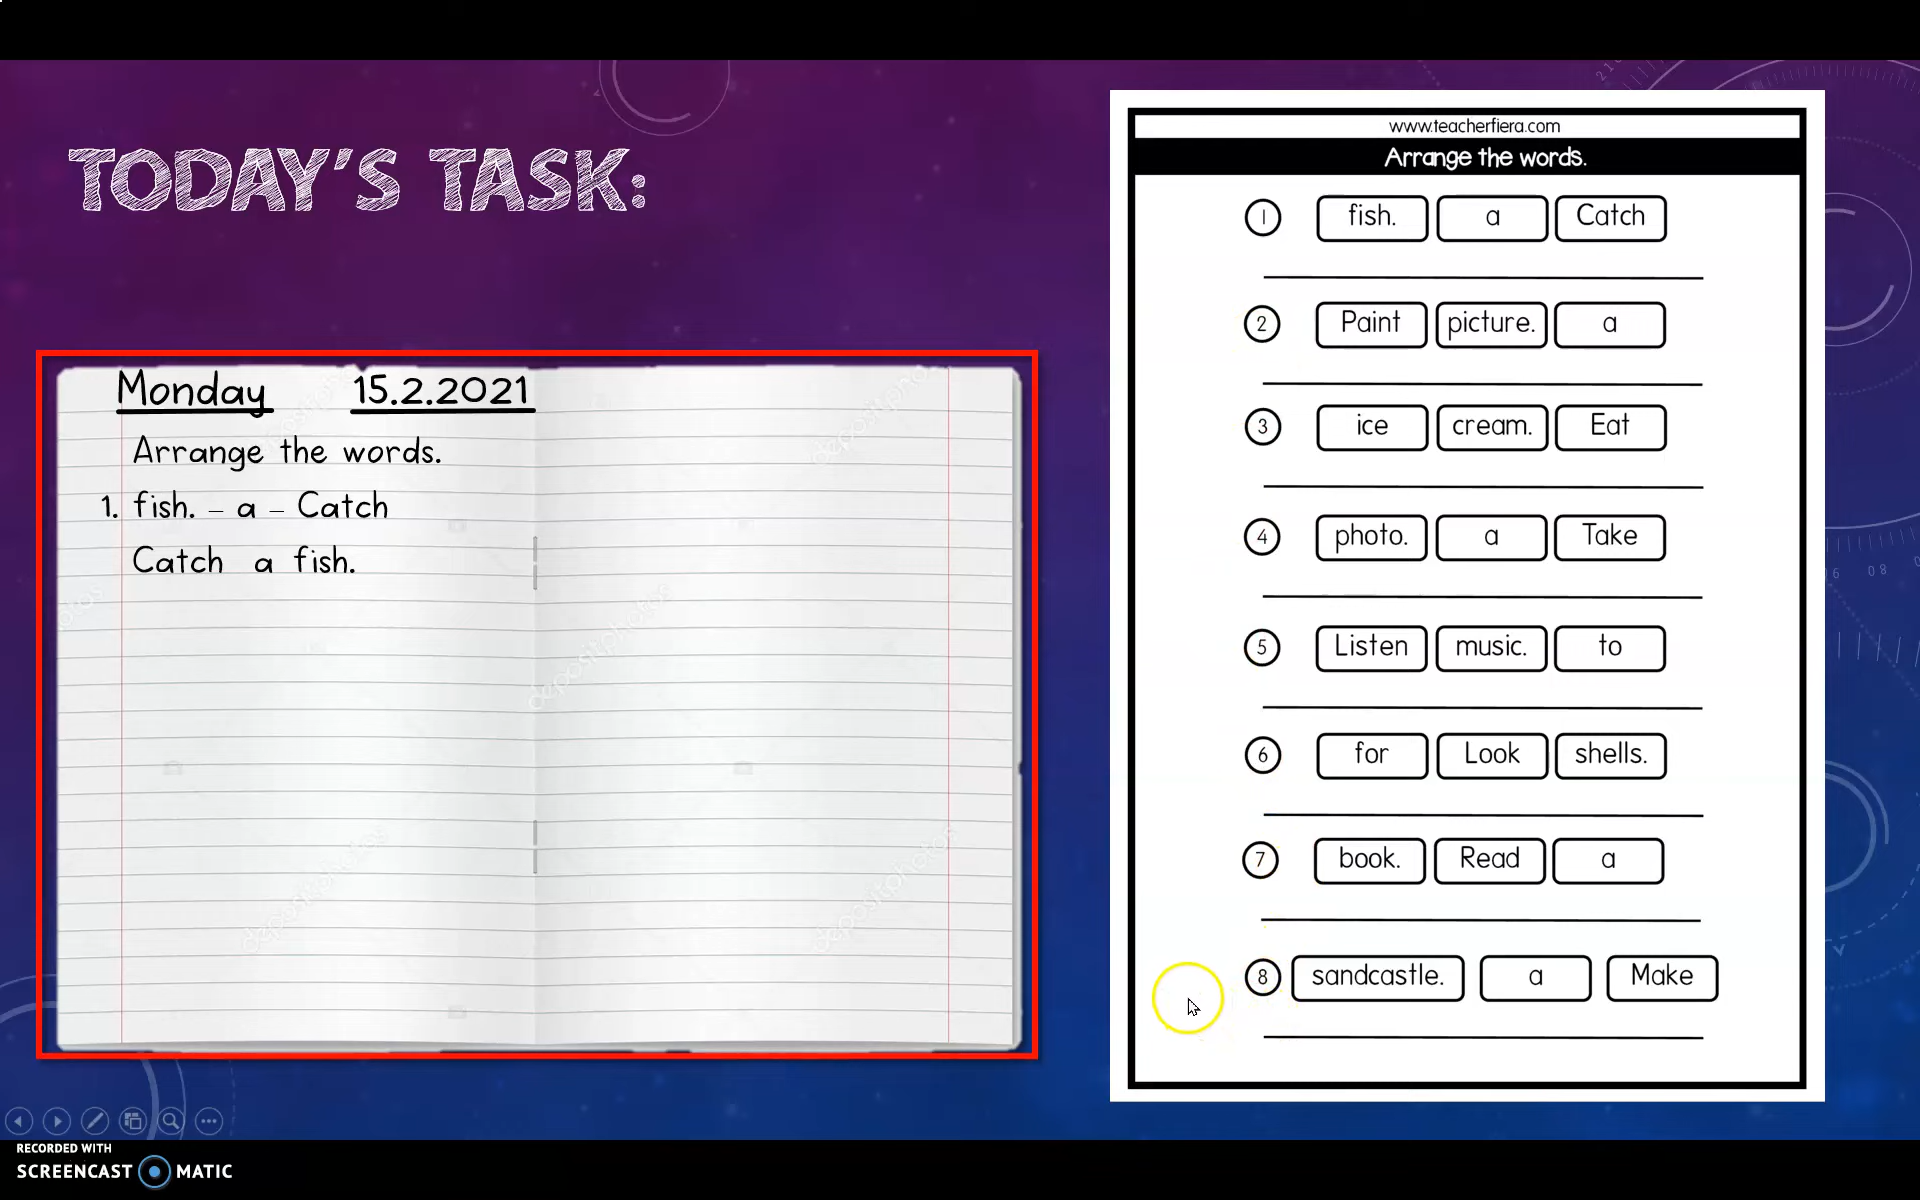 TODAY'S TASK:
Monday 15.2.2021
Arrange the words.
1. fish. – a – Catch
Catch a fish.
www.teacherfiera.com
Arrange the words.
1 fish. a Catch
2 Paint picture. a
3 ice cream. Eat
4 photo. a Take
5 Listen music. to
6 for Look shells.
7 book. Read a
8 sandcastle. a Make
depositphotos
RECORDED WITH
SCREENCAST MATIC